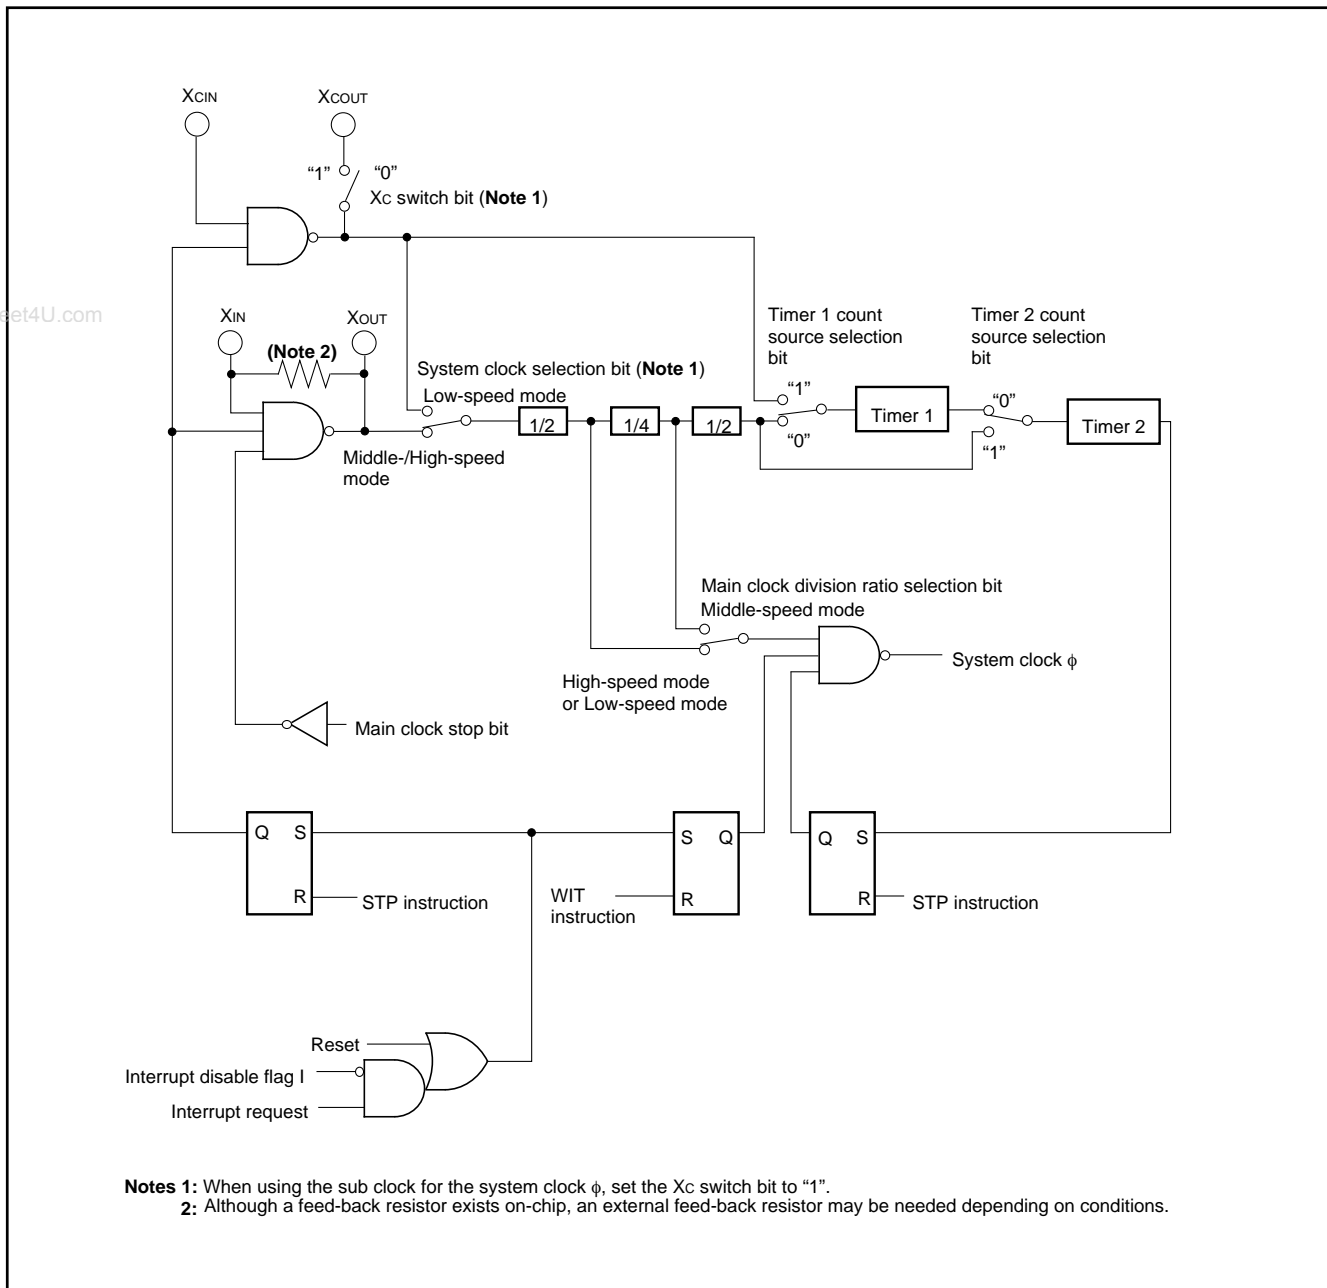 XCIN
XCOUT
“1”
“0”
XC switch bit (Note 1)
eet4U.com
XIN
XOUT
(Note 2)
Timer 1 count
source selection
bit
Timer 2 count
source selection
bit
System clock selection bit (Note 1)
Low-speed mode
“1”
“0”
1/2
1/4
1/2
“0”
Timer 1
“1”
Timer 2
Middle-/High-speed
mode
Main clock division ratio selection bit
Middle-speed mode
System clock ϕ
High-speed mode
or Low-speed mode
Main clock stop bit
Q
S
R
STP instruction
S
Q
R
WIT
instruction
Q
S
R
STP instruction
Reset
Interrupt disable flag I
Interrupt request
Notes 1: When using the sub clock for the system clock ϕ, set the XC switch bit to “1”.
2: Although a feed-back resistor exists on-chip, an external feed-back resistor may be needed depending on conditions.